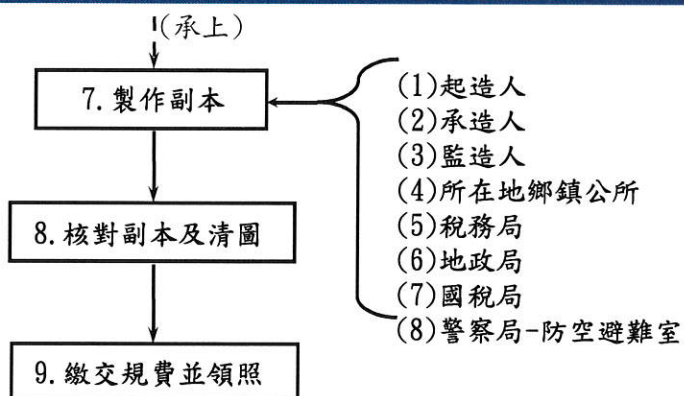 (承上)
7.製作副本
8.核對副本及清圖
9.繳交規費並領照
(1)起造人
(2)承造人
(3)監造人
(4)所在地鄉鎮公所
(5)稅務局
(6)地政局
(7)國稅局
(8)警察局-防空避難室